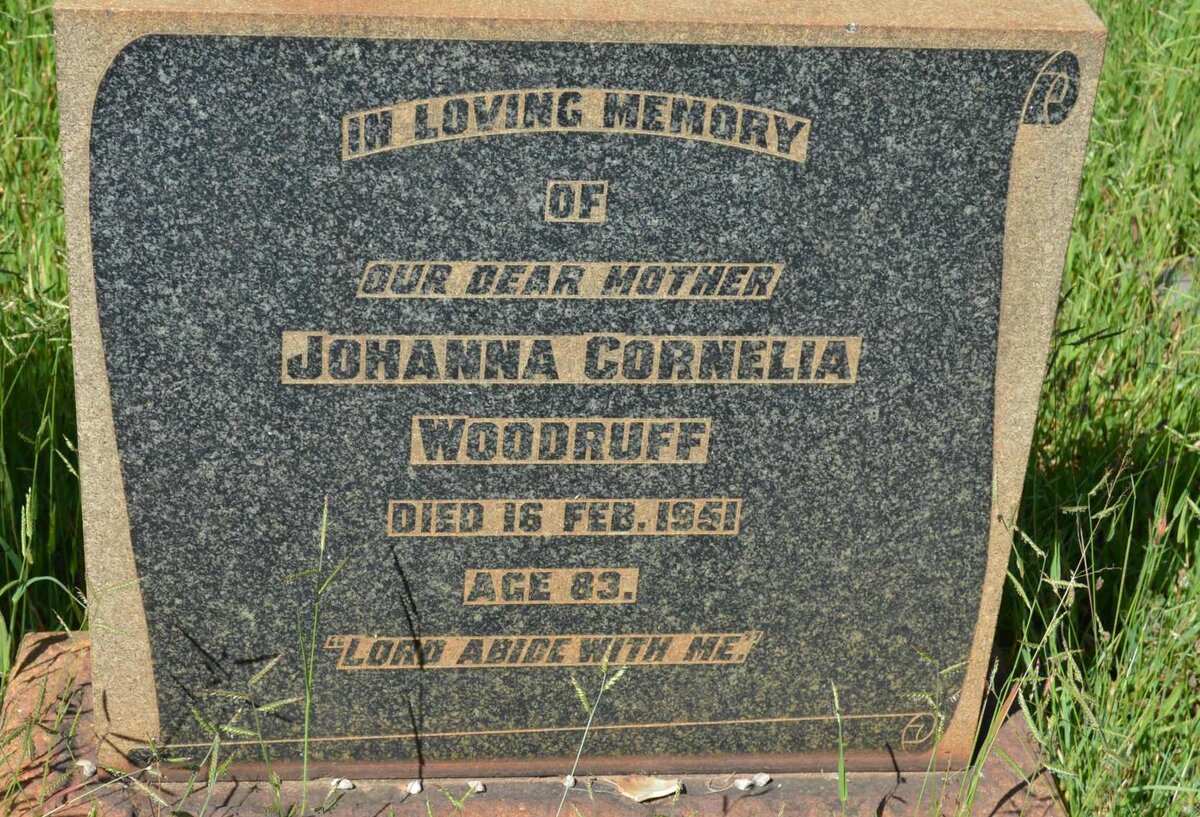 IN LOVING MEMORY
OF
OUR DEAR MOTHER
JOHANNA CORNELIA
WOODRUFF
DIED 16 FEB. 1951
AGE 83.
"LORD ABIDE WITH ME"